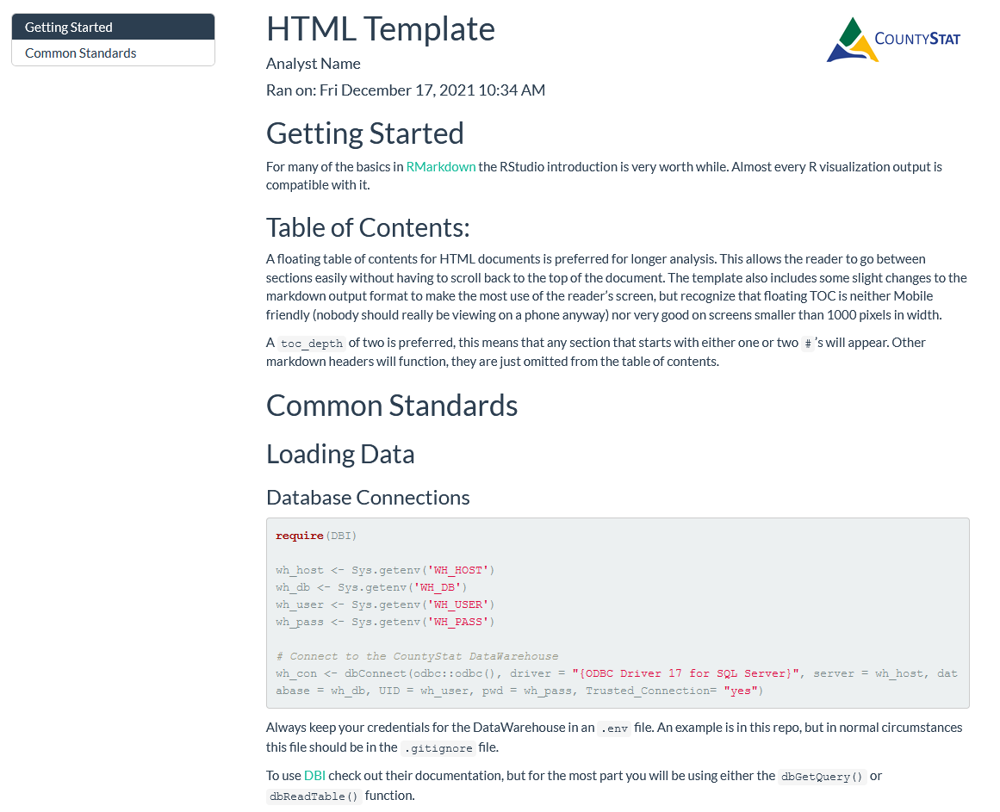 Getting Started
Common Standards
HTML Template
COUNTYSTAT
Analyst Name
Ran on: Fri December 17, 2021 10:34 AM
Getting Started
For many of the basics in RMarkdown the RStudio introduction is very worth while. Almost every R visualization output is
compatible with it.
Table of Contents:
A floating table of contents for HTML documents is preferred for longer analysis. This allows the reader to go between
sections easily without having to scroll back to the top of the document. The template also includes some slight changes to the
markdown output format to make the most use of the reader’s screen, but recognize that floating TOC is neither Mobile
friendly (nobody should really be viewing on a phone anyway) nor very good on screens smaller than 1000 pixels in width.
A toc_depth of two is preferred, this means that any section that starts with either one or two #’s will appear. Other
markdown headers will function, they are just omitted from the table of contents.
Common Standards
Loading Data
Database Connections
require(DBI)
wh_host <- Sys.getenv('WH_HOST')
wh_db <- Sys.getenv('WH_DB')
wh_user <- Sys.getenv('WH_USER')
wh_pass <- Sys.getenv('WH_PASS')
# Connect to the CountyStat DataWarehouse
wh_con <- dbConnect(odbc::odbc(), driver = "{ODBC Driver 17 for SQL Server}", server = wh_host, dat
abase = wh_db, UID = wh_user, pwd = wh_pass, Trusted_Connection= "yes")
Always keep your credentials for the DataWarehouse in an .env file. An example is in this repo, but in normal circumstances
this file should be in the .gitignore file.
To use DBI check out their documentation, but for the most part you will be using either the dbGetQuery() or
dbReadTable() function.